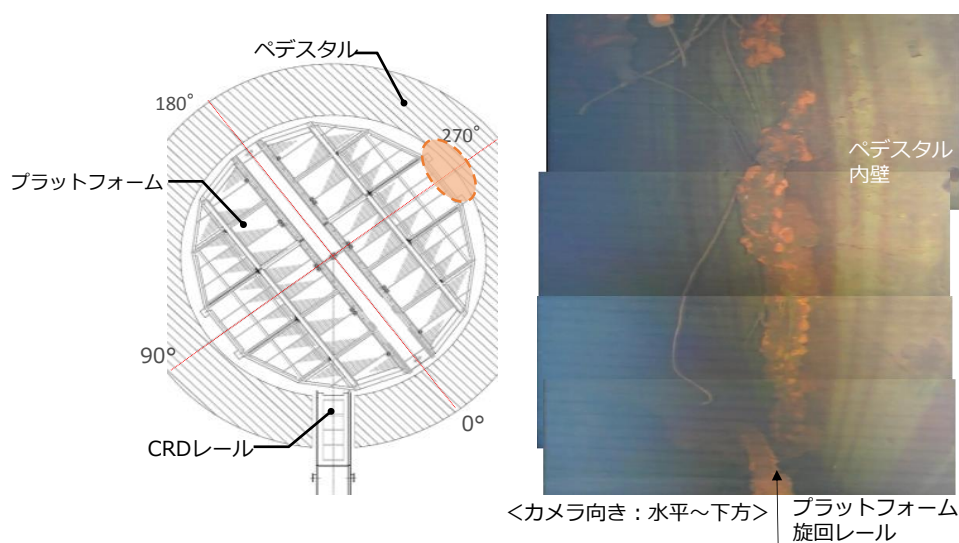 ペデスタル
180°
270°
プラットフォーム
90°
0°
CRDレール
ペデスタル
内壁
<カメラ向き：水平～下方>
プラットフォーム
旋回レール